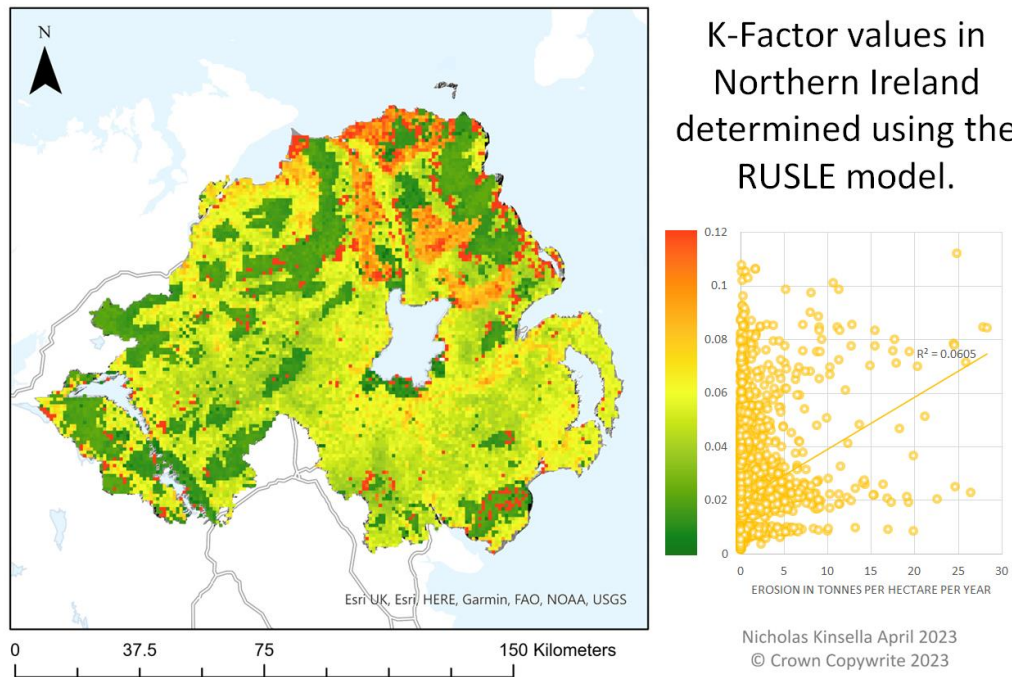 N
K-Factor values in
Northern Ireland
determined using the
RUSLE model.
0.12
0.1
0.08
0.06
0.04
0.02
0
R² = 0.0605
0 5 10 15 20 25 30
EROSION IN TONNES PER HECTARE PER YEAR
Esri UK, Esri, HERE, Garmin, FAO, NOAA, USGS
0 37.5 75 150 Kilometers
Nicholas Kinsella April 2023
© Crown Copywrite 2023